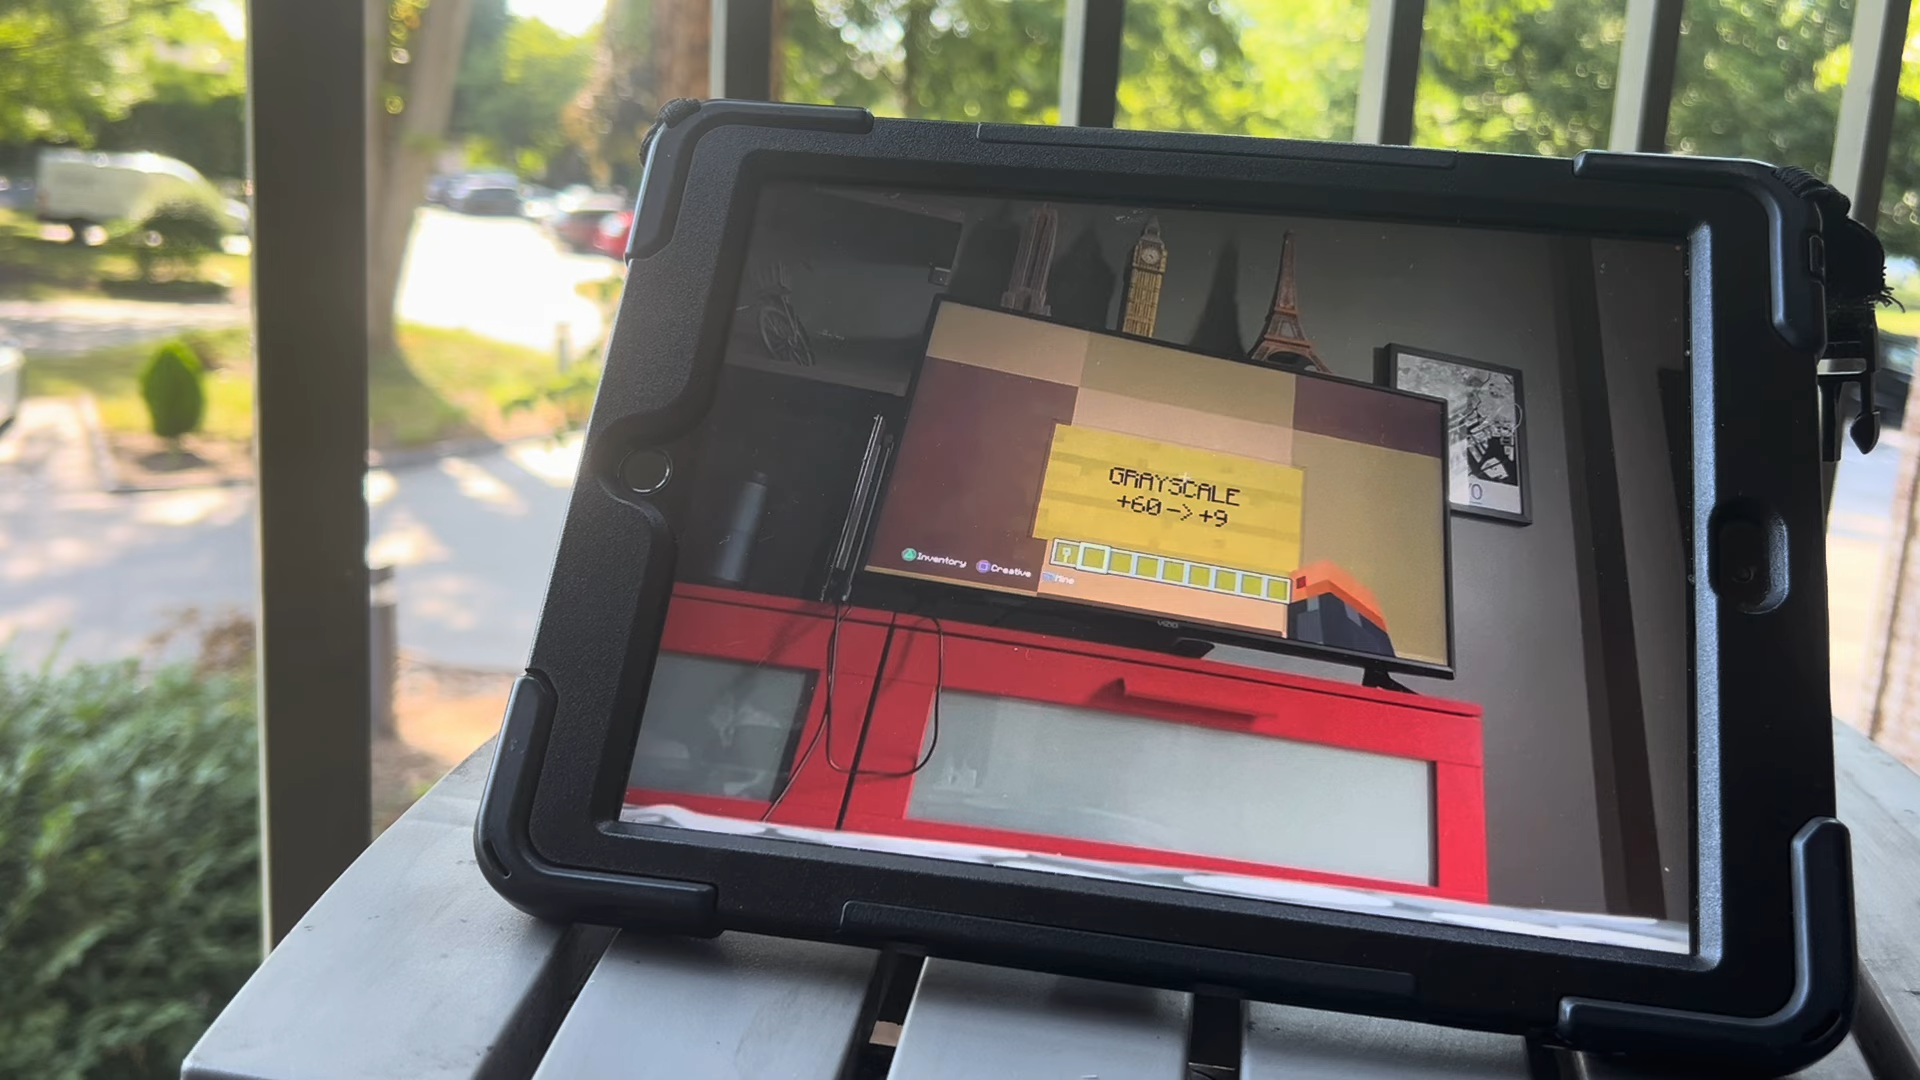 GRAYSCALE
+60 -> +9
Inventory
Creative
Mine
VIZIO